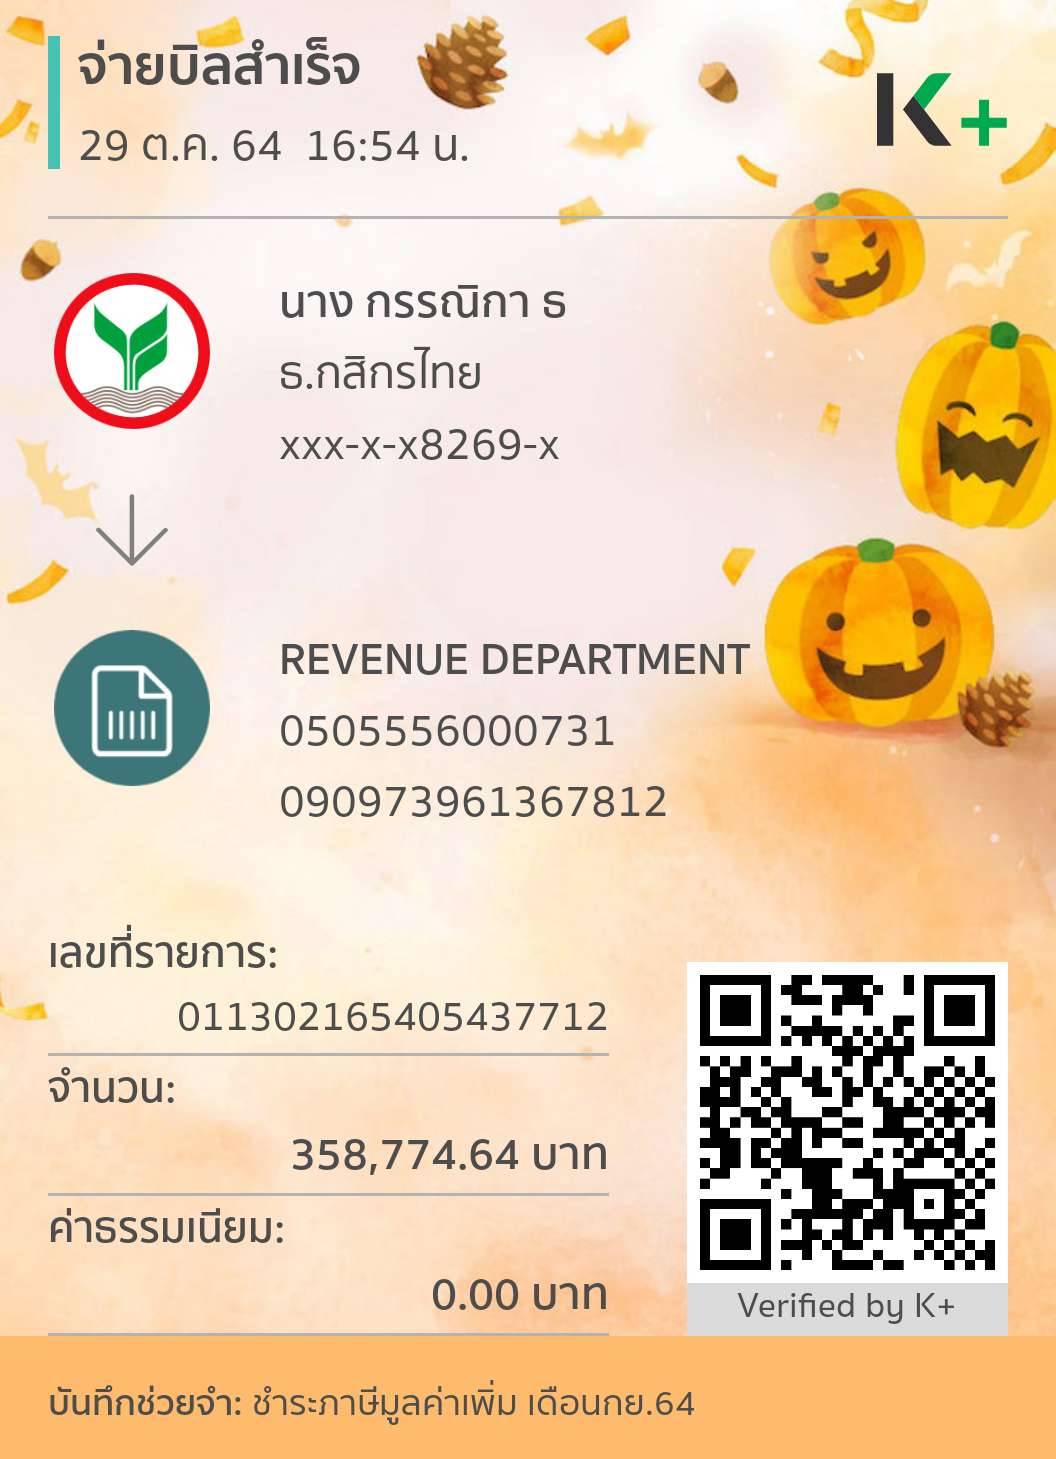 จ่ายบิลสำเร็จ
29 ต.ค. 64 16:54 น.
K+
นาง กรรณิกา ธ
ธ.กสิกรไทย
xxx-x-x8269-x
REVENUE DEPARTMENT
0505556000731
090973961367812
เลขที่รายการ:
011302165405437712
จำนวน:
358,774.64 บาท
ค่าธรรมเนียม:
0.00 บาท
Verified by K+
บันทึกช่วยจำ: ชำระภาษีมูลค่าเพิ่ม เดือนกย.64